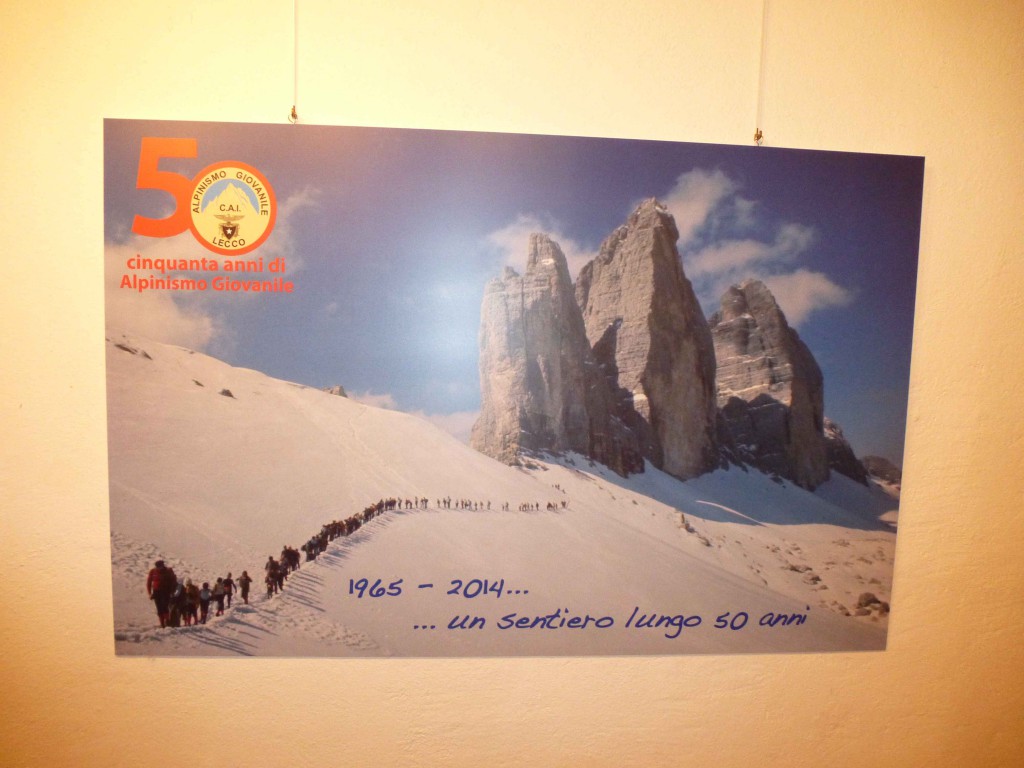 50
ALPINISMO GIOVANILE
C.A.I.
LECCO
cinquanta anni di
Alpinismo Giovanile
1965 - 2014...
... un sentiero lungo 50 anni